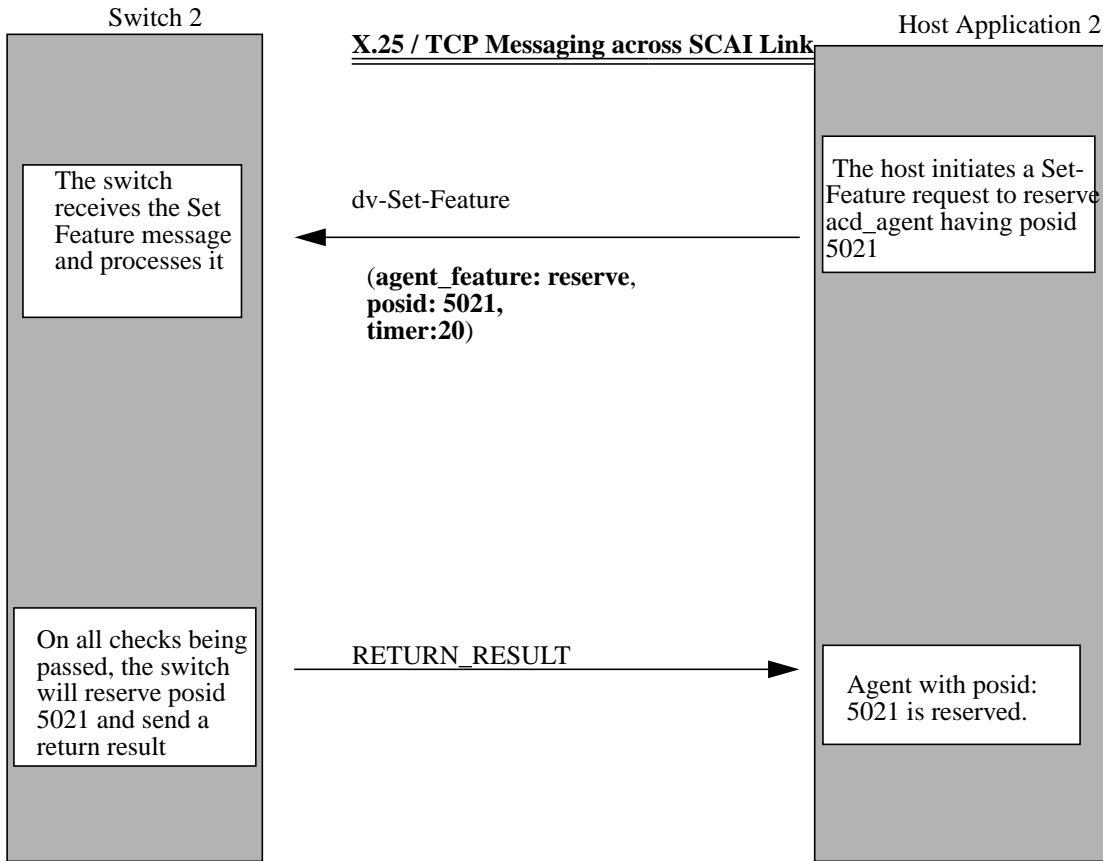 Switch 2
Host Application 2
X.25 / TCP Messaging across SCAI Link
The switch
receives the Set
Feature message
and processes it
dv-Set-Feature
The host initiates a Set-
Feature request to reserve
acd_agent having posid
5021
(agent_feature: reserve,
posid: 5021,
timer:20)
On all checks being
passed, the switch
will reserve posid
5021 and send a
return result
RETURN_RESULT
Agent with posid:
5021 is reserved.